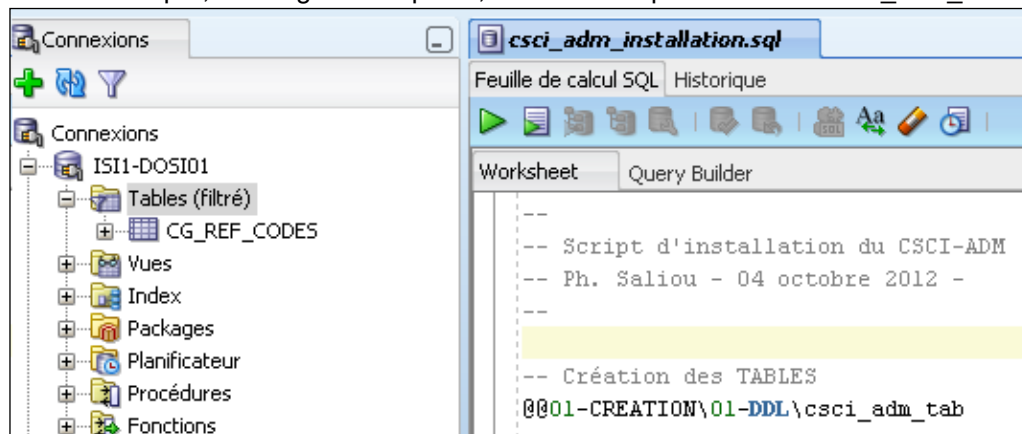 Connexions
Connexions
ISI1-DOSI01
Tables (filtré)
CG_REF_CODES
Vues
Index
Packages
Planificateur
Procédures
Fonctions
csci_adm_installation.sql
Feuille de calcul SQL Historique
Worksheet Query Builder
--
-- Script d'installation du CSCI-ADM
-- Ph. Saliou - 04 octobre 2012 -
--
-- Création des TABLES
@@01-CREATION\01-DDL\csci_adm_tab